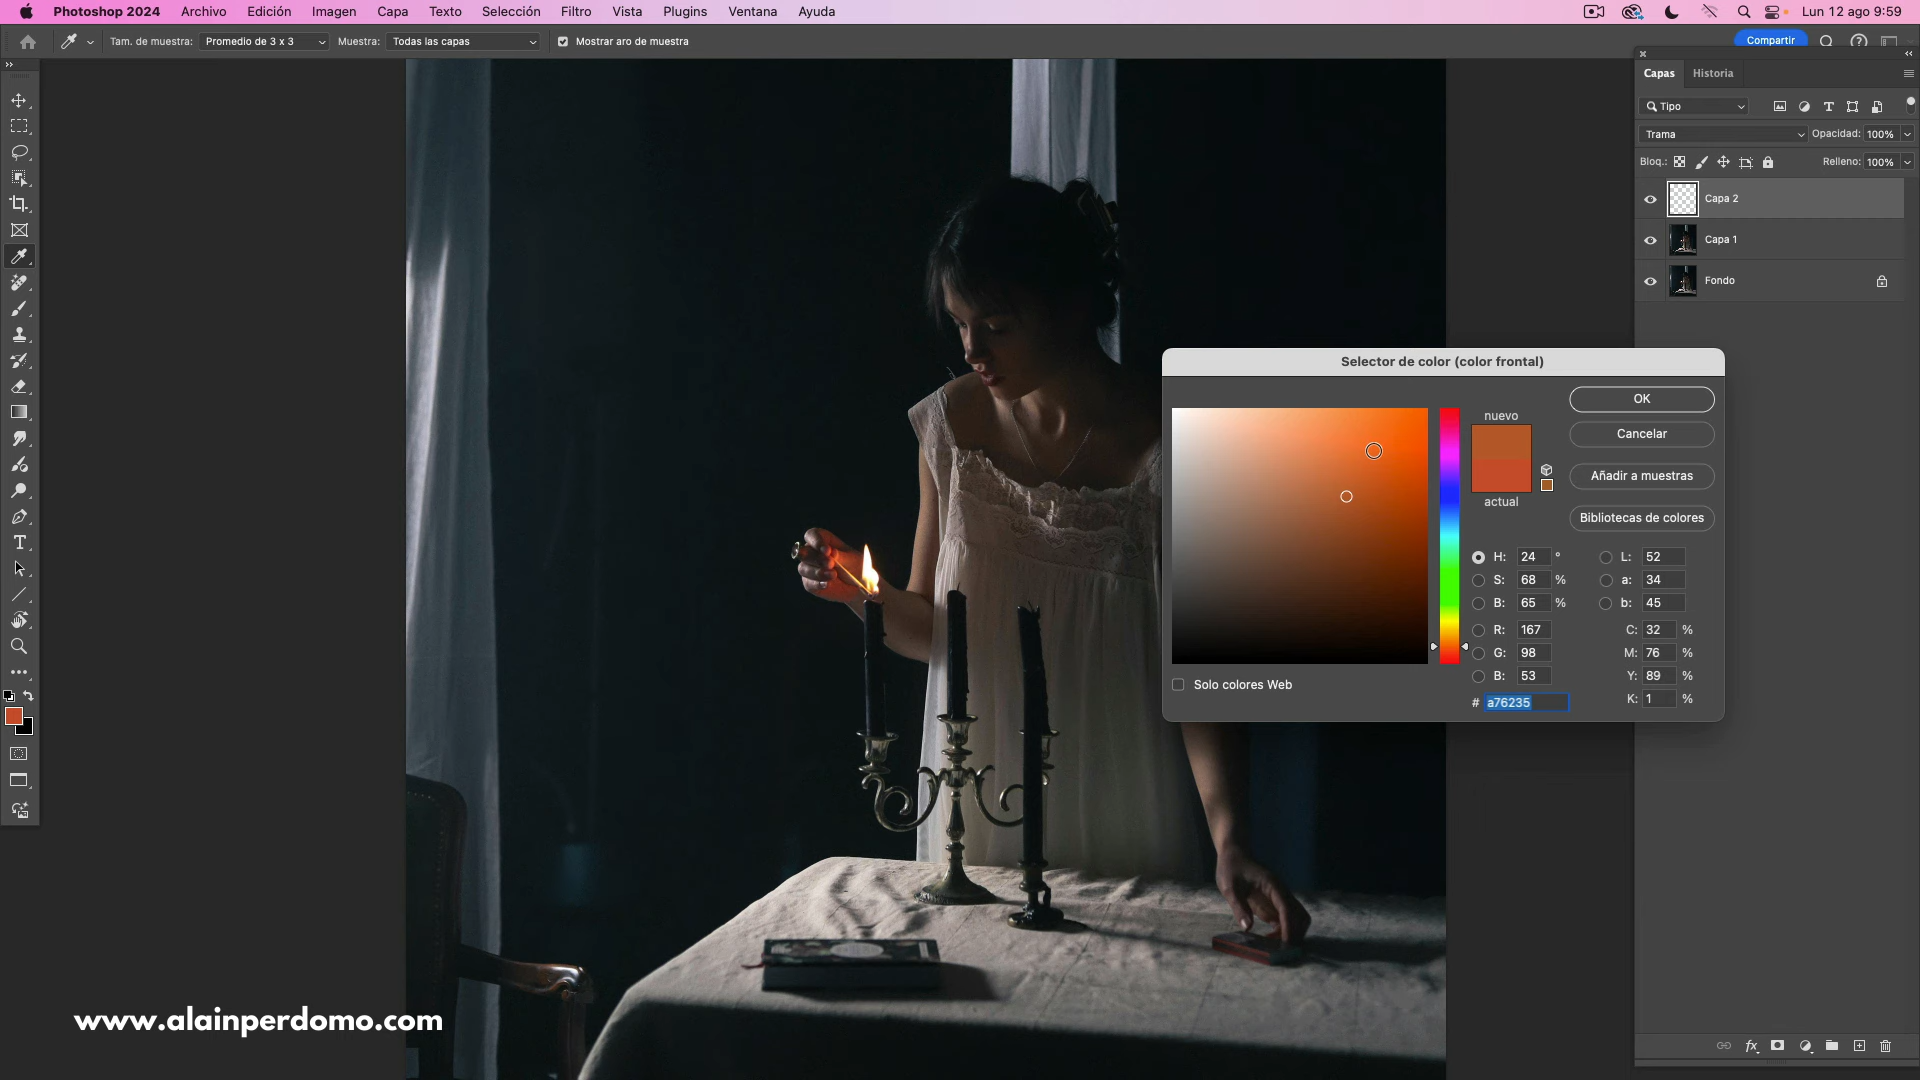 Photoshop 2024 Archivo Edición Imagen Capa Texto Selección Filtro Vista Plugins Ventana Ayuda Lun 12 ago 9:59
Tam. de muestra: Promedio de 3 x 3 Muestra: Todas las capas Mostrar aro de muestra Compartir
Capas Historia
Tipo
Trama Opacidad: 100%
Bloq.: Relleno: 100%
Capa 2
Capa 1
Fondo
Selector de color (color frontal)
nuevo
actual
OK
Cancelar
Añadir a muestras
Bibliotecas de colores
H: 24 ° L: 52
S: 68 % a: 34
B: 65 % b: 45
R: 167 C: 32 %
G: 98 M: 76 %
B: 53 Y: 89 %
# a76235 K: 1 %
Solo colores Web
www.alainperdomo.com